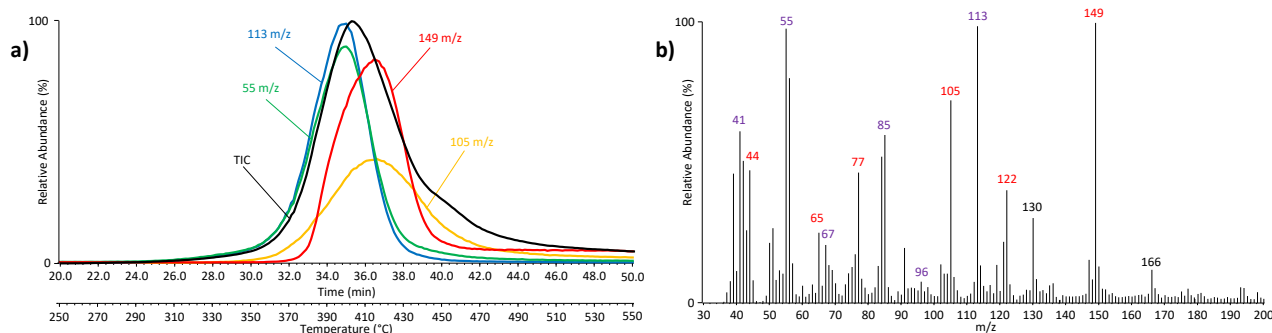 a)
100
Relative Abundance (%)
0
113 m/z
55 m/z
TIC
149 m/z
105 m/z
20.0 22.0 24.0 26.0 28.0 30.0 32.0 34.0 36.0 38.0 40.0 42.0 44.0 46.0 48.0 50.0
Time (min)
250 270 290 310 330 350 370 390 410 430 450 470 490 510 530 550
Temperature (°C)
b)
100
Relative Abundance (%)
0
41
44
55
65
67
77
85
96
105
113
122
130
149
166
30 40 50 60 70 80 90 100 110 120 130 140 150 160 170 180 190 200
m/z